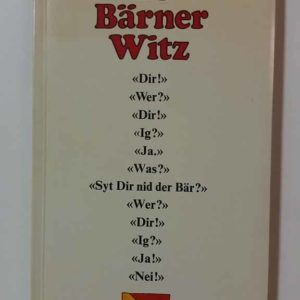 Bärner
Witz
«Dir!»
«Wer?»
«Dir!»
«Ig?»
«Ja.»
«Was?»
«Syt Dir nid der Bär?»
«Wer?»
«Dir!»
«Ig?»
«Ja!»
«Nei!»